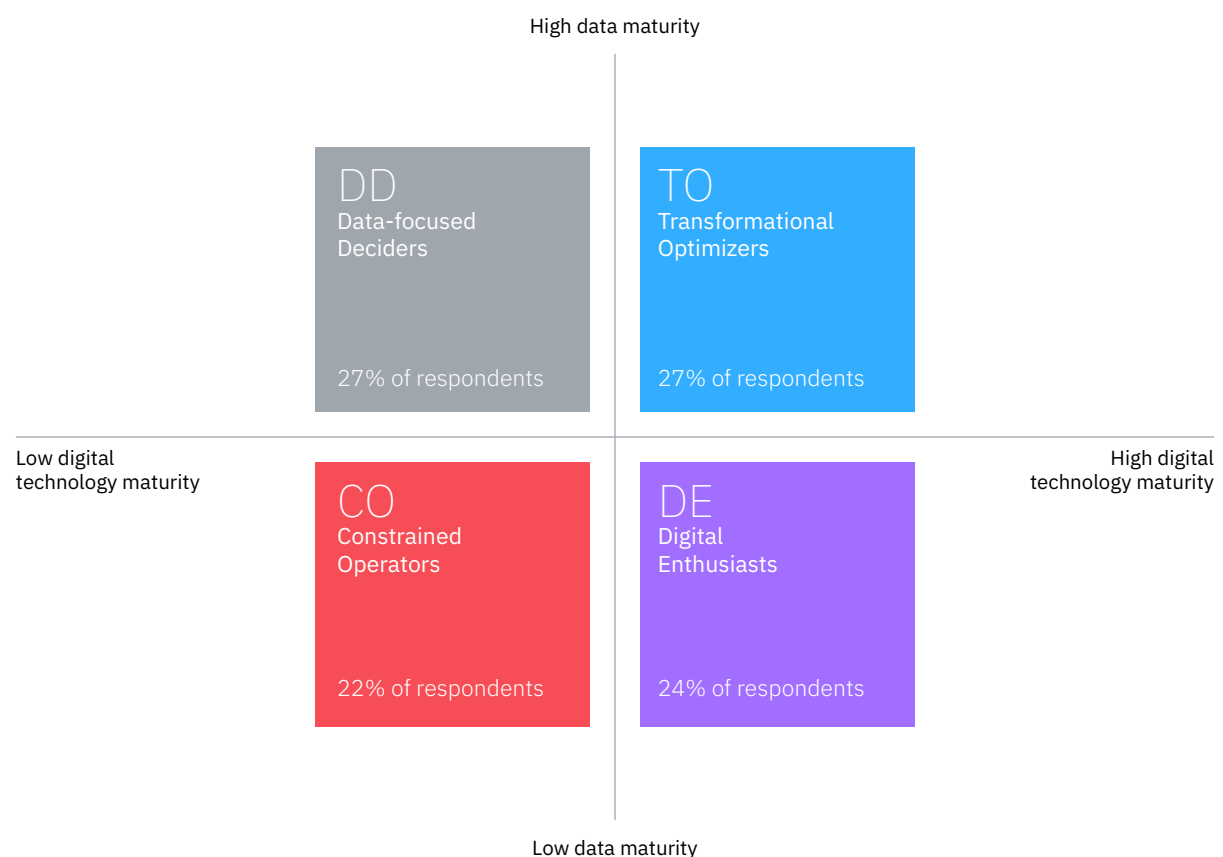 High data maturity
DD
Data-focused
Deciders
27% of respondents
TO
Transformational
Optimizers
27% of respondents
Low digital
technology maturity
High digital
technology maturity
CO
Constrained
Operators
22% of respondents
DE
Digital
Enthusiasts
24% of respondents
Low data maturity